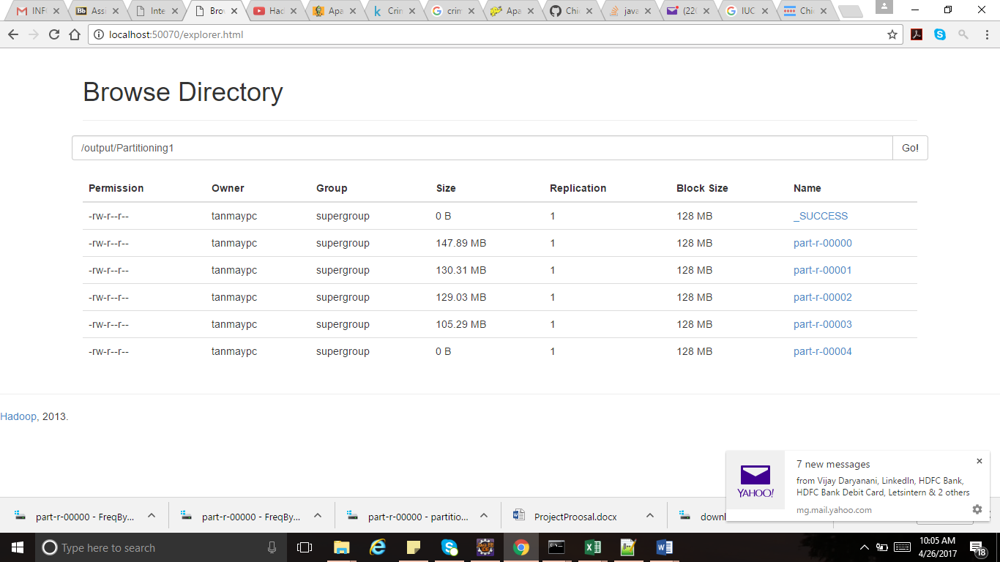 INFO
Bb Assi
Inte
Bro
Had
Apa
k Crim
crim
Apa
Chi
java
(220
IUC
Chi
localhost:50070/explorer.html
Browse Directory
/output/Partitioning1 Go!
Permission Owner Group Size Replication Block Size Name
-rw-r--r-- tanmaypc supergroup 0 B 1 128 MB _SUCCESS
-rw-r--r-- tanmaypc supergroup 147.89 MB 1 128 MB part-r-00000
-rw-r--r-- tanmaypc supergroup 130.31 MB 1 128 MB part-r-00001
-rw-r--r-- tanmaypc supergroup 129.03 MB 1 128 MB part-r-00002
-rw-r--r-- tanmaypc supergroup 105.29 MB 1 128 MB part-r-00003
-rw-r--r-- tanmaypc supergroup 0 B 1 128 MB part-r-00004
Hadoop, 2013.
YAHOO!
7 new messages
from Vijay Daryanani, LinkedIn, HDFC Bank,
HDFC Bank Debit Card, Letsintern & 2 others
mg.mail.yahoo.com
part-r-00000 - FreqBy...
part-r-00000 - FreqBy...
part-r-00000 - partitio...
ProjectProosal.docx
downl
Type here to search
10:05 AM
4/26/2017
18